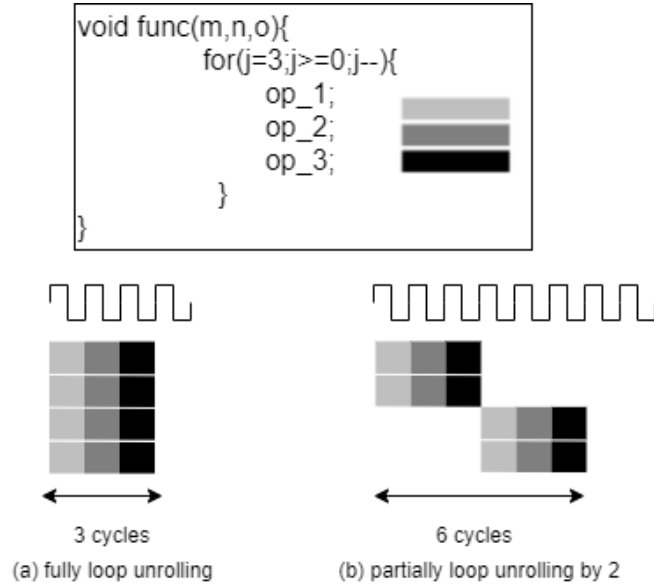 void func(m,n,o){
for(j=3;j>=0;j--){
op_1;
op_2;
op_3;
}
}
3 cycles
6 cycles
(a) fully loop unrolling
(b) partially loop unrolling by 2